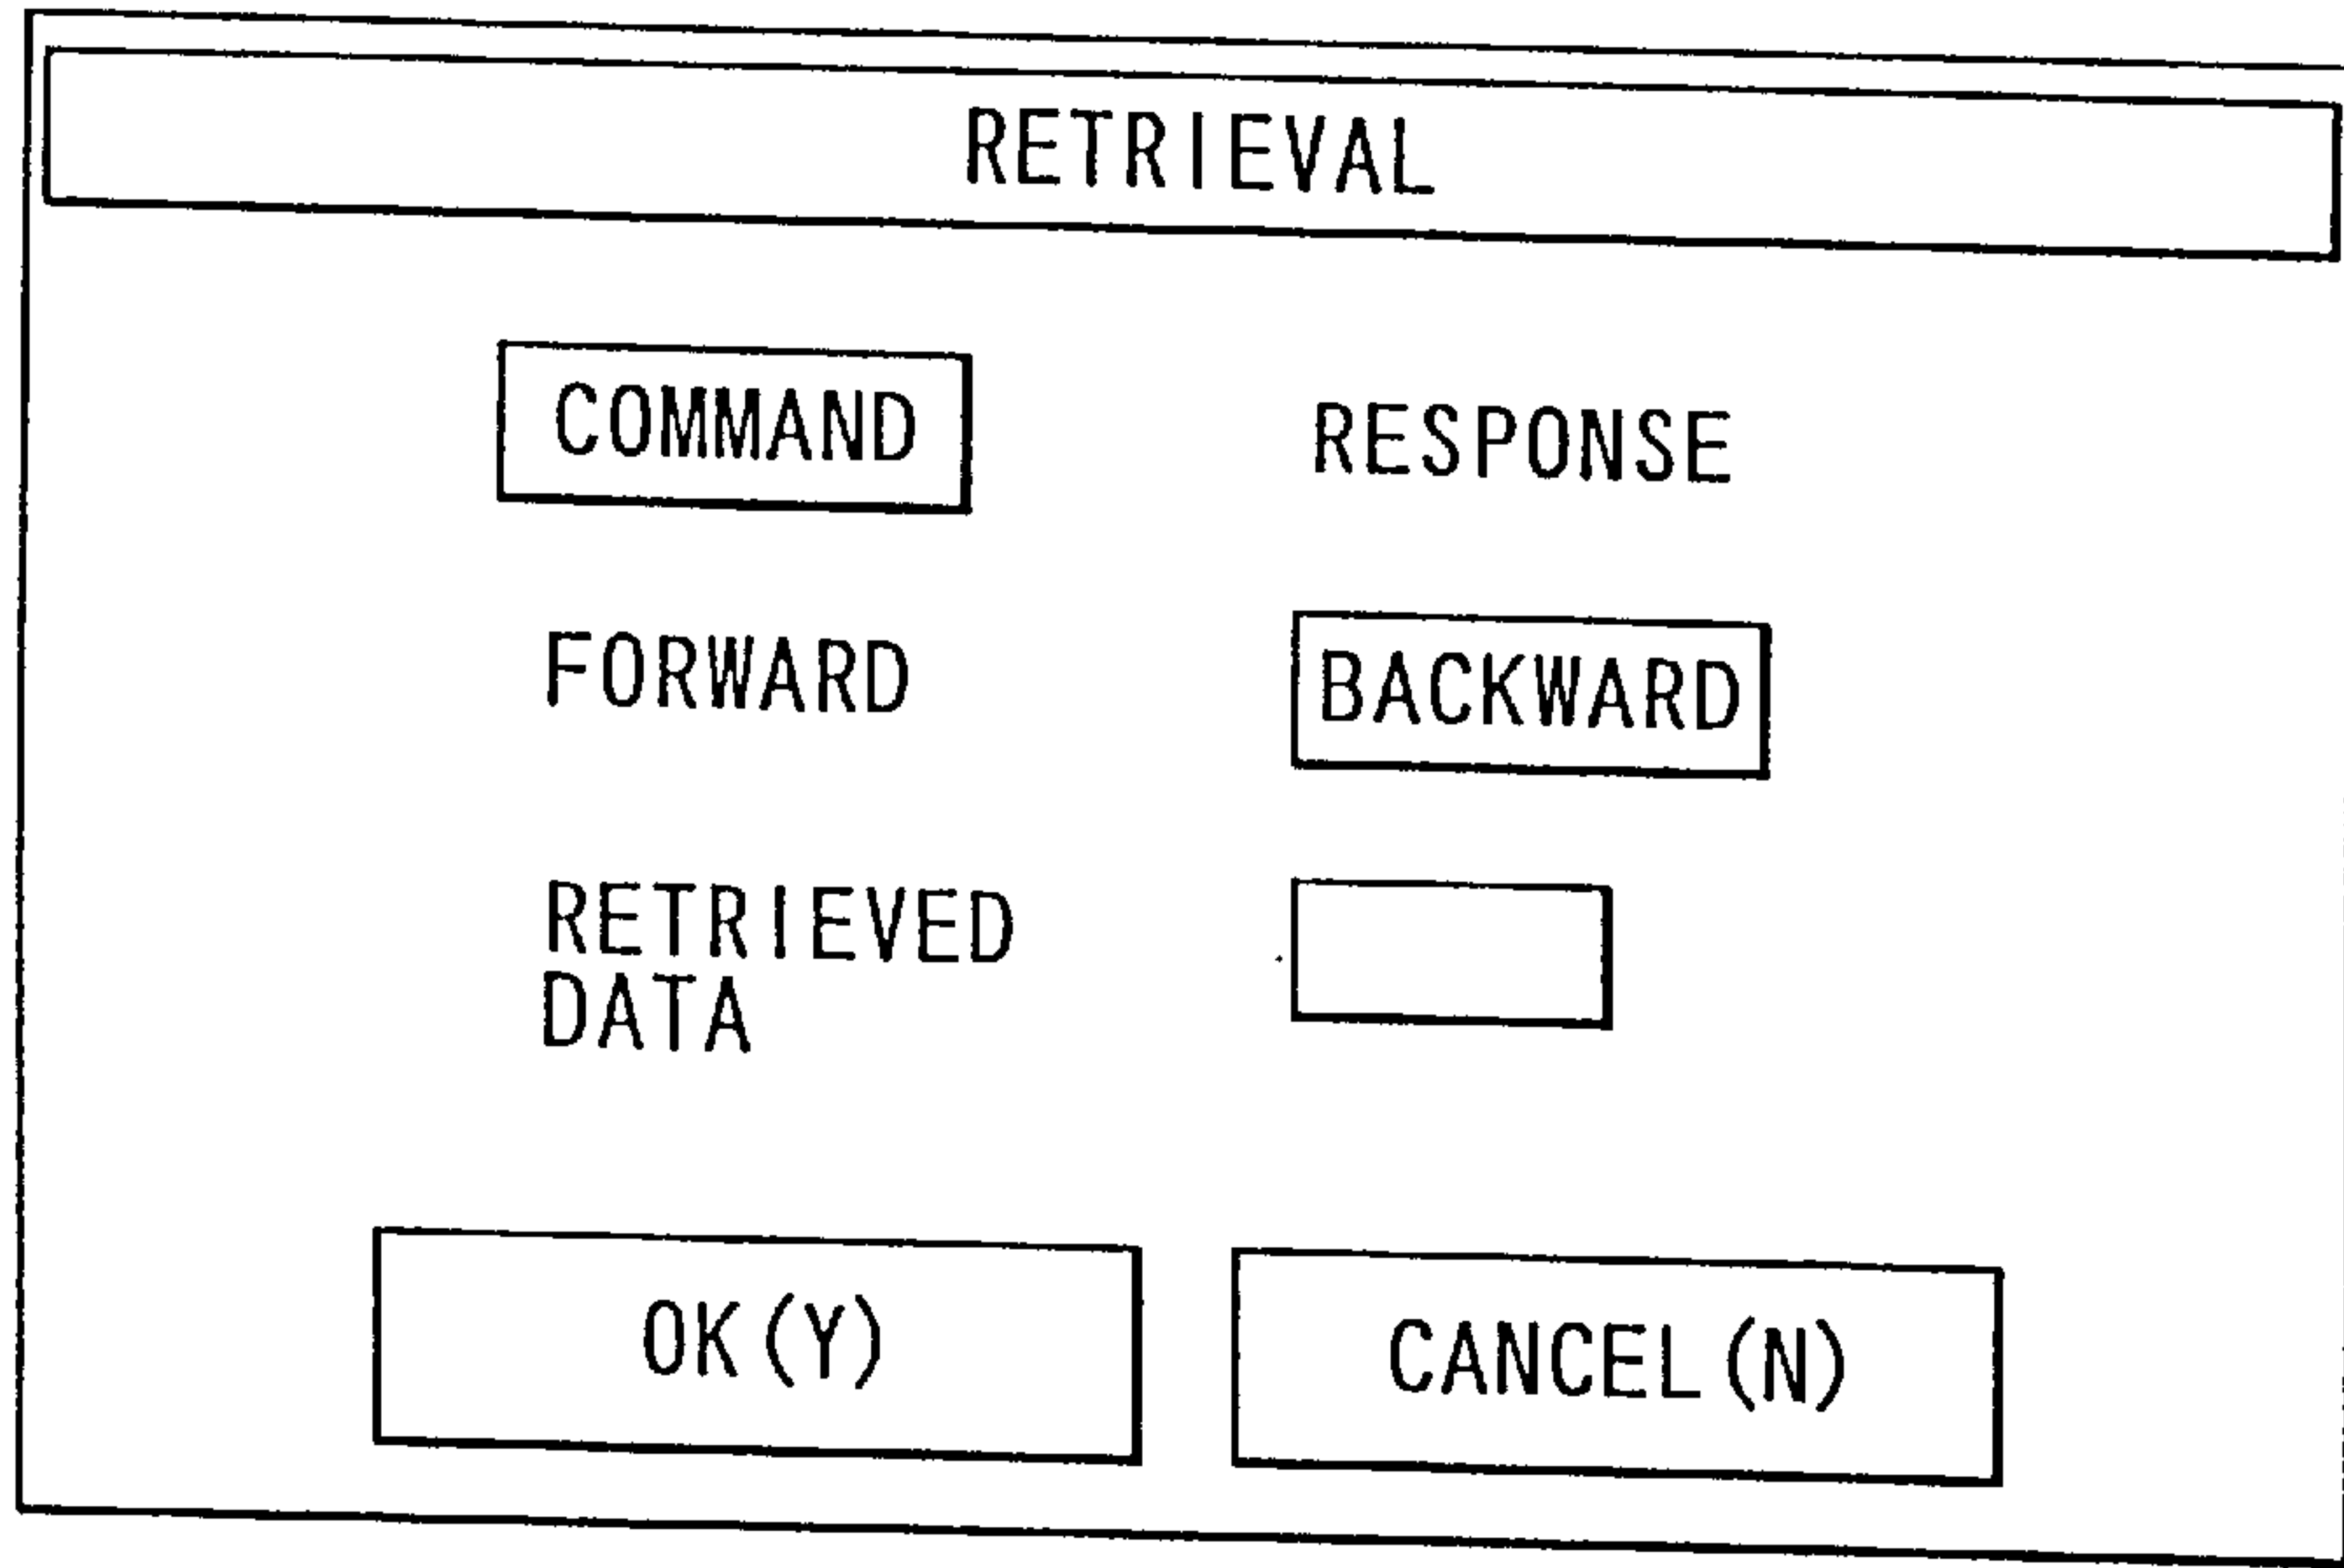 RETRIEVAL
COMMAND RESPONSE
FORWARD BACKWARD
RETRIEVED
DATA
OK(Y) CANCEL(N)